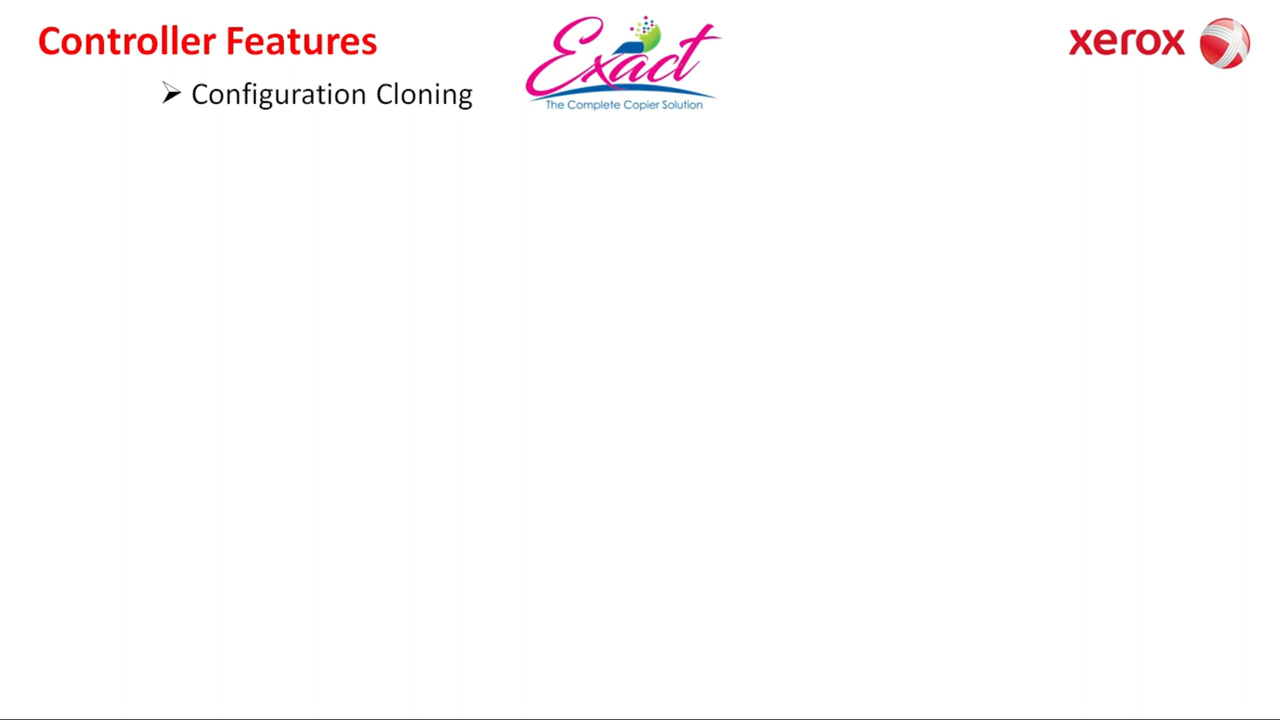 Controller Features
➢ Configuration Cloning
Exact
The Complete Copier Solution
xerox